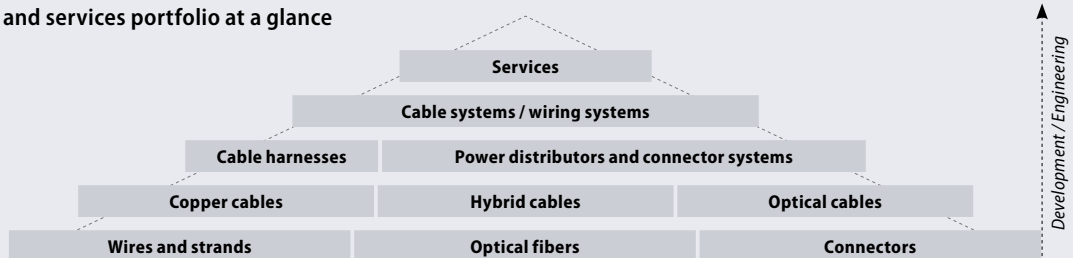 and services portfolio at a glance
Services
Cable systems / wiring systems
Cable harnesses
Power distributors and connector systems
Copper cables
Hybrid cables
Optical cables
Wires and strands
Optical fibers
Connectors
Development / Engineering